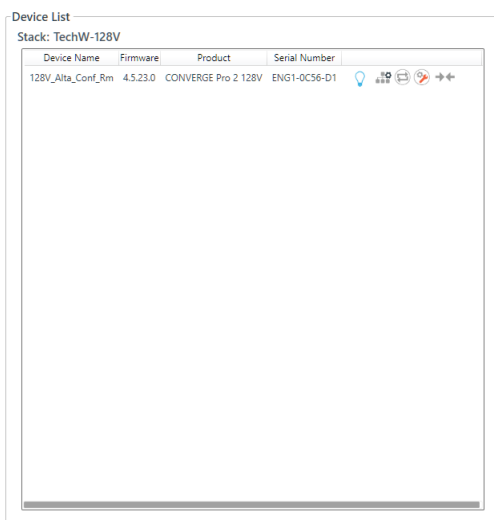 Device List
Stack: TechW-128V
Device Name Firmware Product Serial Number
128V_Alta_Conf_Rm 4.5.23.0 CONVERGE Pro 2 128V ENG1-0C56-D1